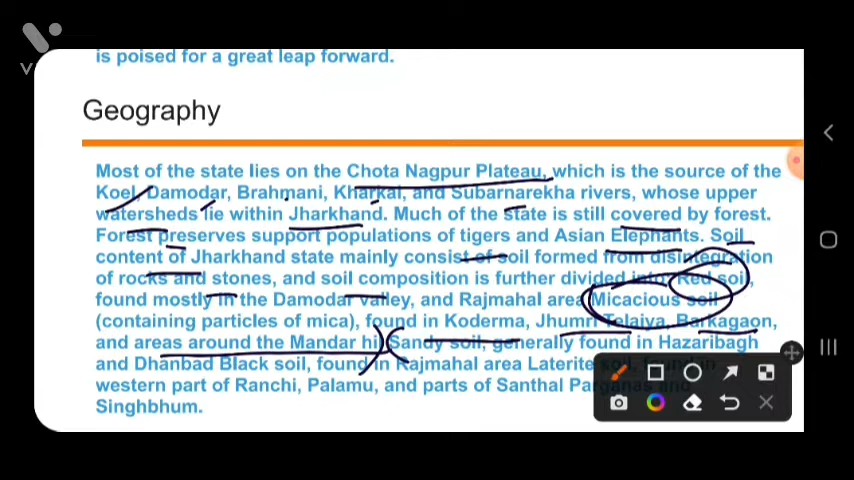 is poised for a great leap forward.
Geography
Most of the state lies on the Chota Nagpur Plateau, which is the source of the
Koel, Damodar, Brahmani, Kharkai, and Subarnarekha rivers, whose upper
watersheds lie within Jharkhand. Much of the state is still covered by forest.
Forest preserves support populations of tigers and Asian Elephants. Soil
content of Jharkhand state mainly consist of soil formed from disintegration
of rocks and stones, and soil composition is further divided into Red soil,
found mostly in the Damodar valley, and Rajmahal area Micacious soil
(containing particles of mica), found in Koderma, Jhumri Telaiya, Barkagaon,
and areas around the Mandar hill Sandy soil, generally found in Hazaribagh
and Dhanbad Black soil, found in Rajmahal area Laterite soil, found in
western part of Ranchi, Palamu, and parts of Santhal Parganas and
Singhbhum.